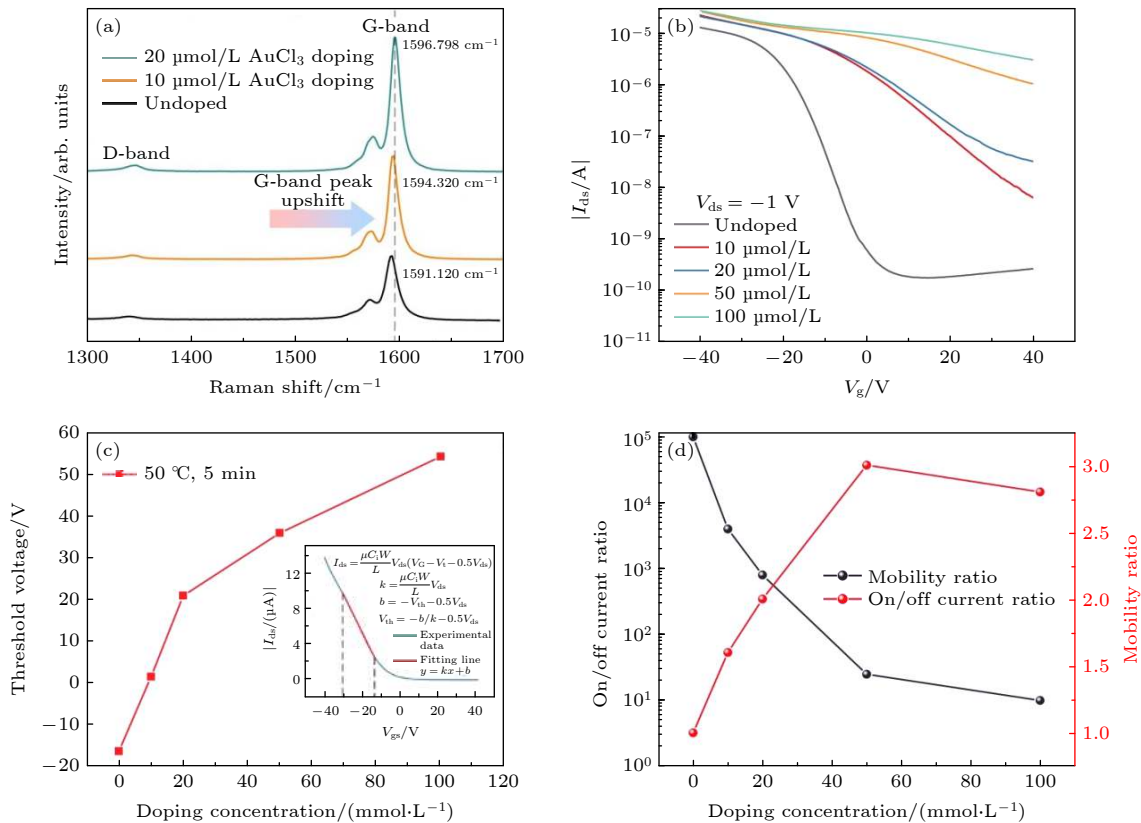 (a)
G-band
1596.798 cm⁻¹
20 µmol/L AuCl₃ doping
10 µmol/L AuCl₃ doping
Undoped
D-band
G-band peak
upshift
1594.320 cm⁻¹
1591.120 cm⁻¹
Intensity/arb. units
1300 1400 1500 1600 1700
Raman shift/cm⁻¹
(b)
10⁻⁵
10⁻⁶
10⁻⁷
10⁻⁸
10⁻⁹
10⁻¹⁰
10⁻¹¹
|I_ds/A|
V_ds = −1 V
Undoped
10 µmol/L
20 µmol/L
50 µmol/L
100 µmol/L
−40 −20 0 20 40
V_g/V
(c)
50 ℃, 5 min
60
50
40
30
20
10
0
−10
−20
Threshold voltage/V
I_ds = μC_iW/L V_ds(V_G−V_t−0.5V_ds)
k = μC_iW/L V_ds
b = −V_th−0.5V_ds
V_th = −b/k−0.5V_ds
Experimental
data
Fitting line
y = kx+b
12
8
4
0
|I_ds/(µA)|
−40 −20 0 20 40
V_gs/V
0 20 40 60 80 100 120
Doping concentration/(mmol·L⁻¹)
(d)
10⁵
10⁴
10³
10²
10¹
10⁰
On/off current ratio
Mobility ratio
On/off current ratio
3.0
2.5
2.0
1.5
1.0
Mobility ratio
0 20 40 60 80 100
Doping concentration/(mmol·L⁻¹)